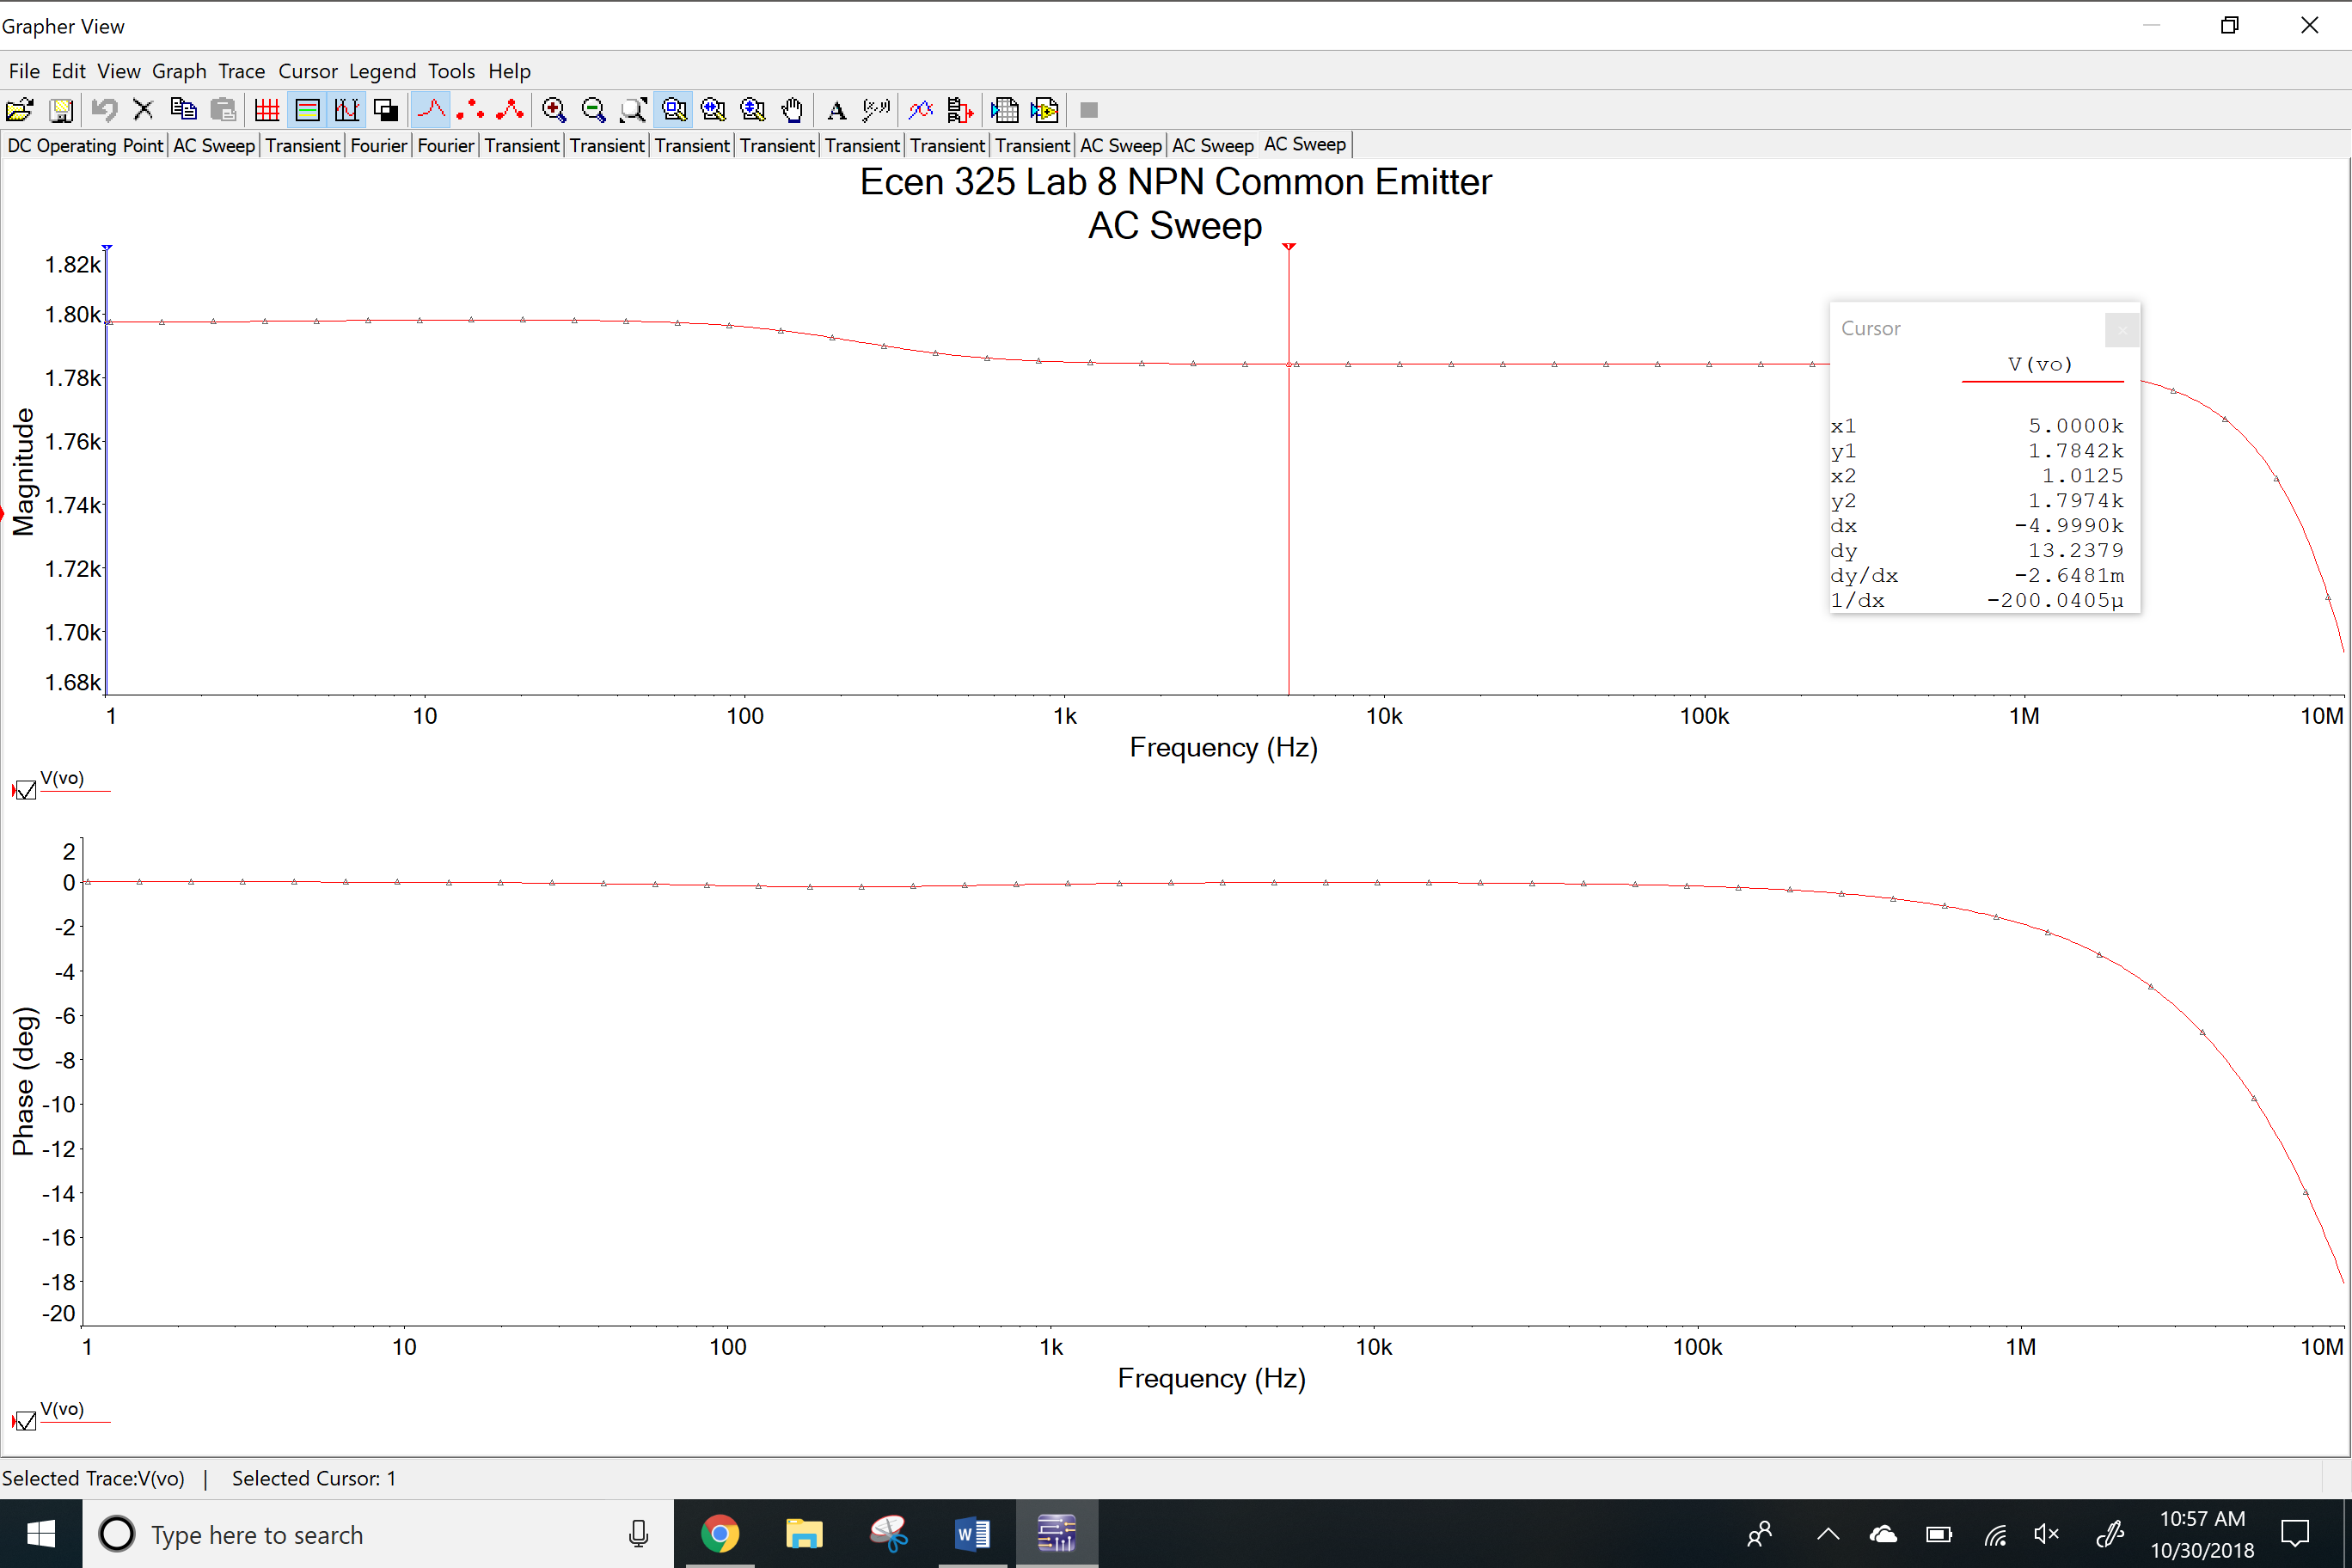 Grapher View
File Edit View Graph Trace Cursor Legend Tools Help
DC Operating Point AC Sweep Transient Fourier Fourier Transient Transient Transient Transient Transient Transient Transient AC Sweep AC Sweep AC Sweep
Ecen 325 Lab 8 NPN Common Emitter
AC Sweep
Magnitude
1.82k
1.80k
1.78k
1.76k
1.74k
1.72k
1.70k
1.68k
1 10 100 1k 10k 100k 1M 10M
Frequency (Hz)
Cursor
V(vo)
x1 5.0000k
y1 1.7842k
x2 1.0125
y2 1.7974k
dx -4.9990k
dy 13.2379
dy/dx -2.6481m
1/dx -200.0405µ
V(vo)
Phase (deg)
2
0
-2
-4
-6
-8
-10
-12
-14
-16
-18
-20
1 10 100 1k 10k 100k 1M 10M
Frequency (Hz)
V(vo)
Selected Trace:V(vo) | Selected Cursor: 1
Type here to search
10:57 AM
10/30/2018